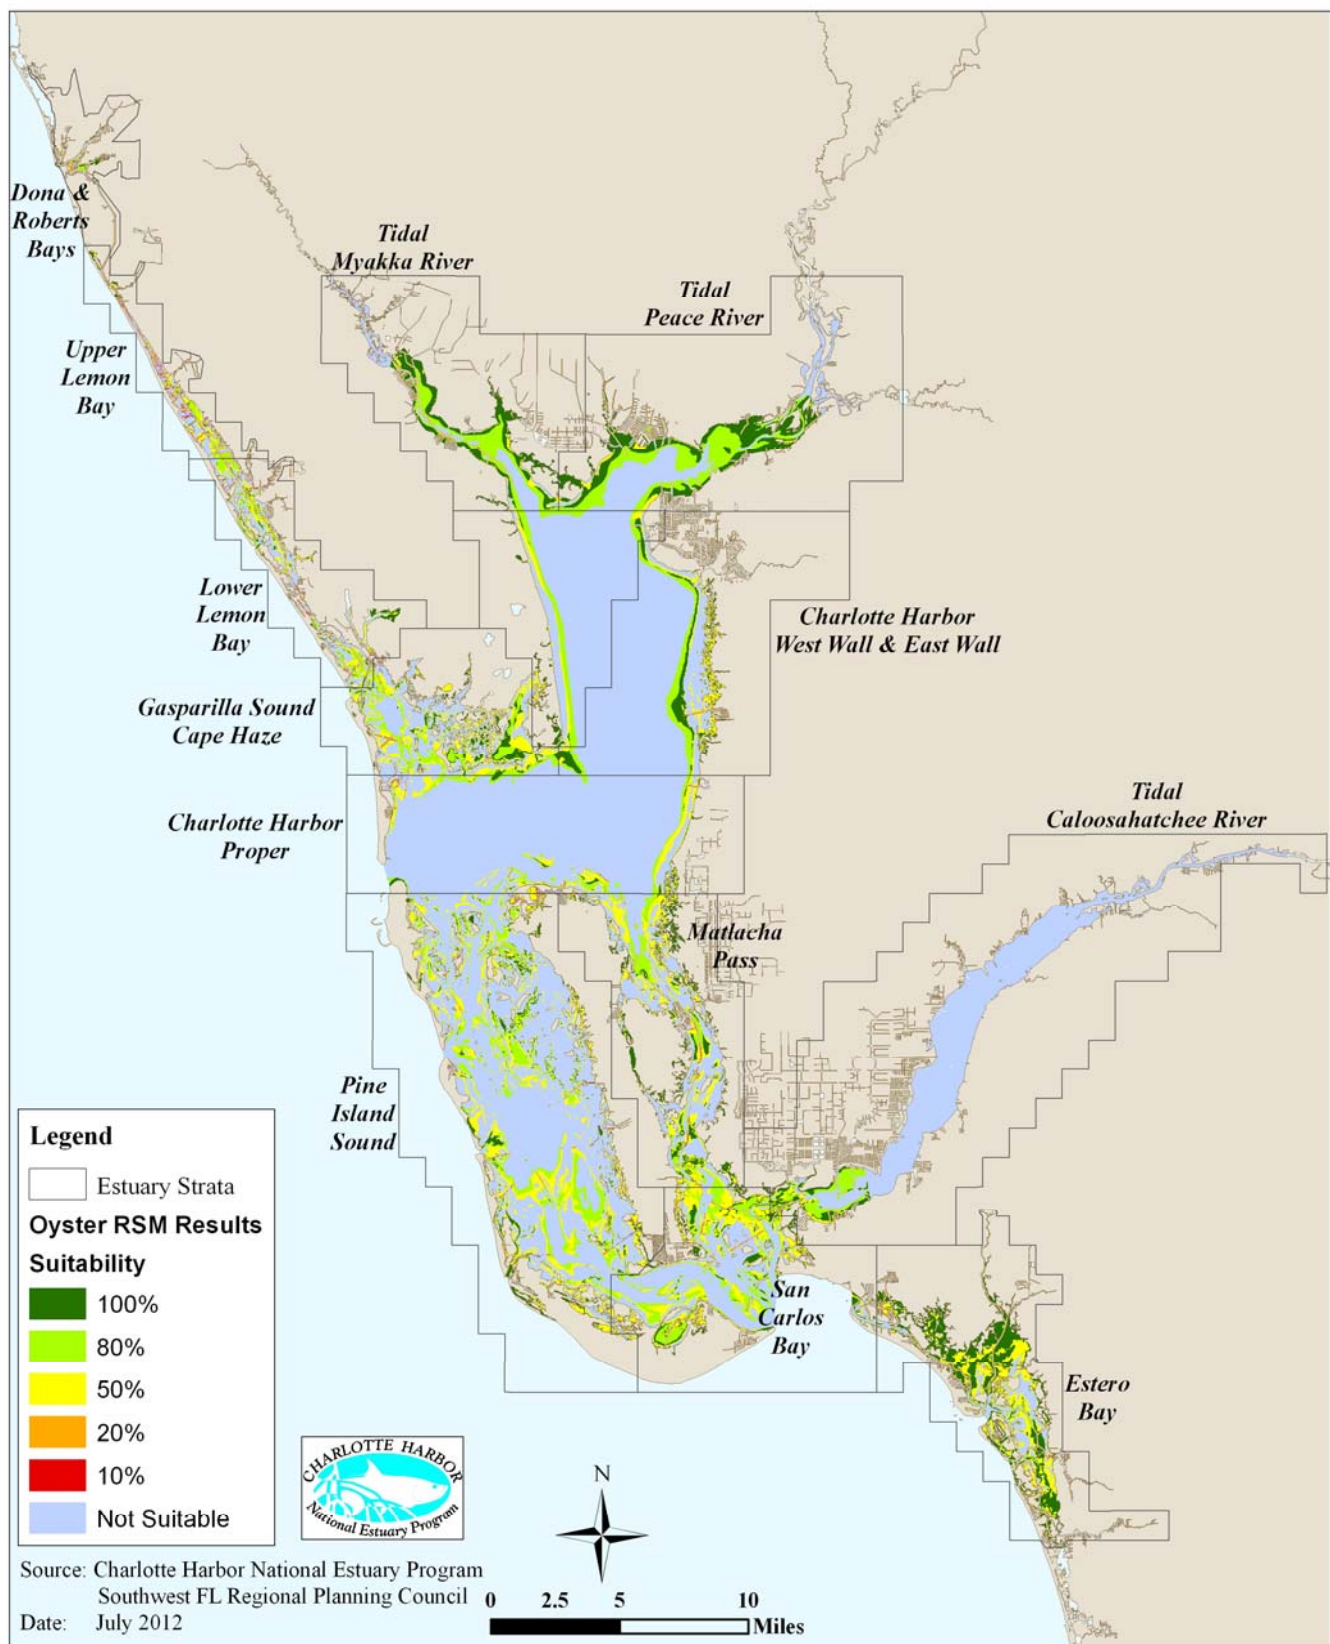 Dona &
Roberts
Bays
Tidal
Myakka River
Tidal
Peace River
Upper
Lemon
Bay
Lower
Lemon
Bay
Charlotte Harbor
West Wall & East Wall
Gasparilla Sound
Cape Haze
Charlotte Harbor
Proper
Tidal
Caloosahatchee River
Matlacha
Pass
Pine
Island
Sound
San
Carlos
Bay
Estero
Bay
Legend
Estuary Strata
Oyster RSM Results
Suitability
100%
80%
50%
20%
10%
Not Suitable
CHARLOTTE HARBOR
National Estuary Program
N
Source: Charlotte Harbor National Estuary Program
Southwest FL Regional Planning Council
Date: July 2012
0 2.5 5 10
Miles